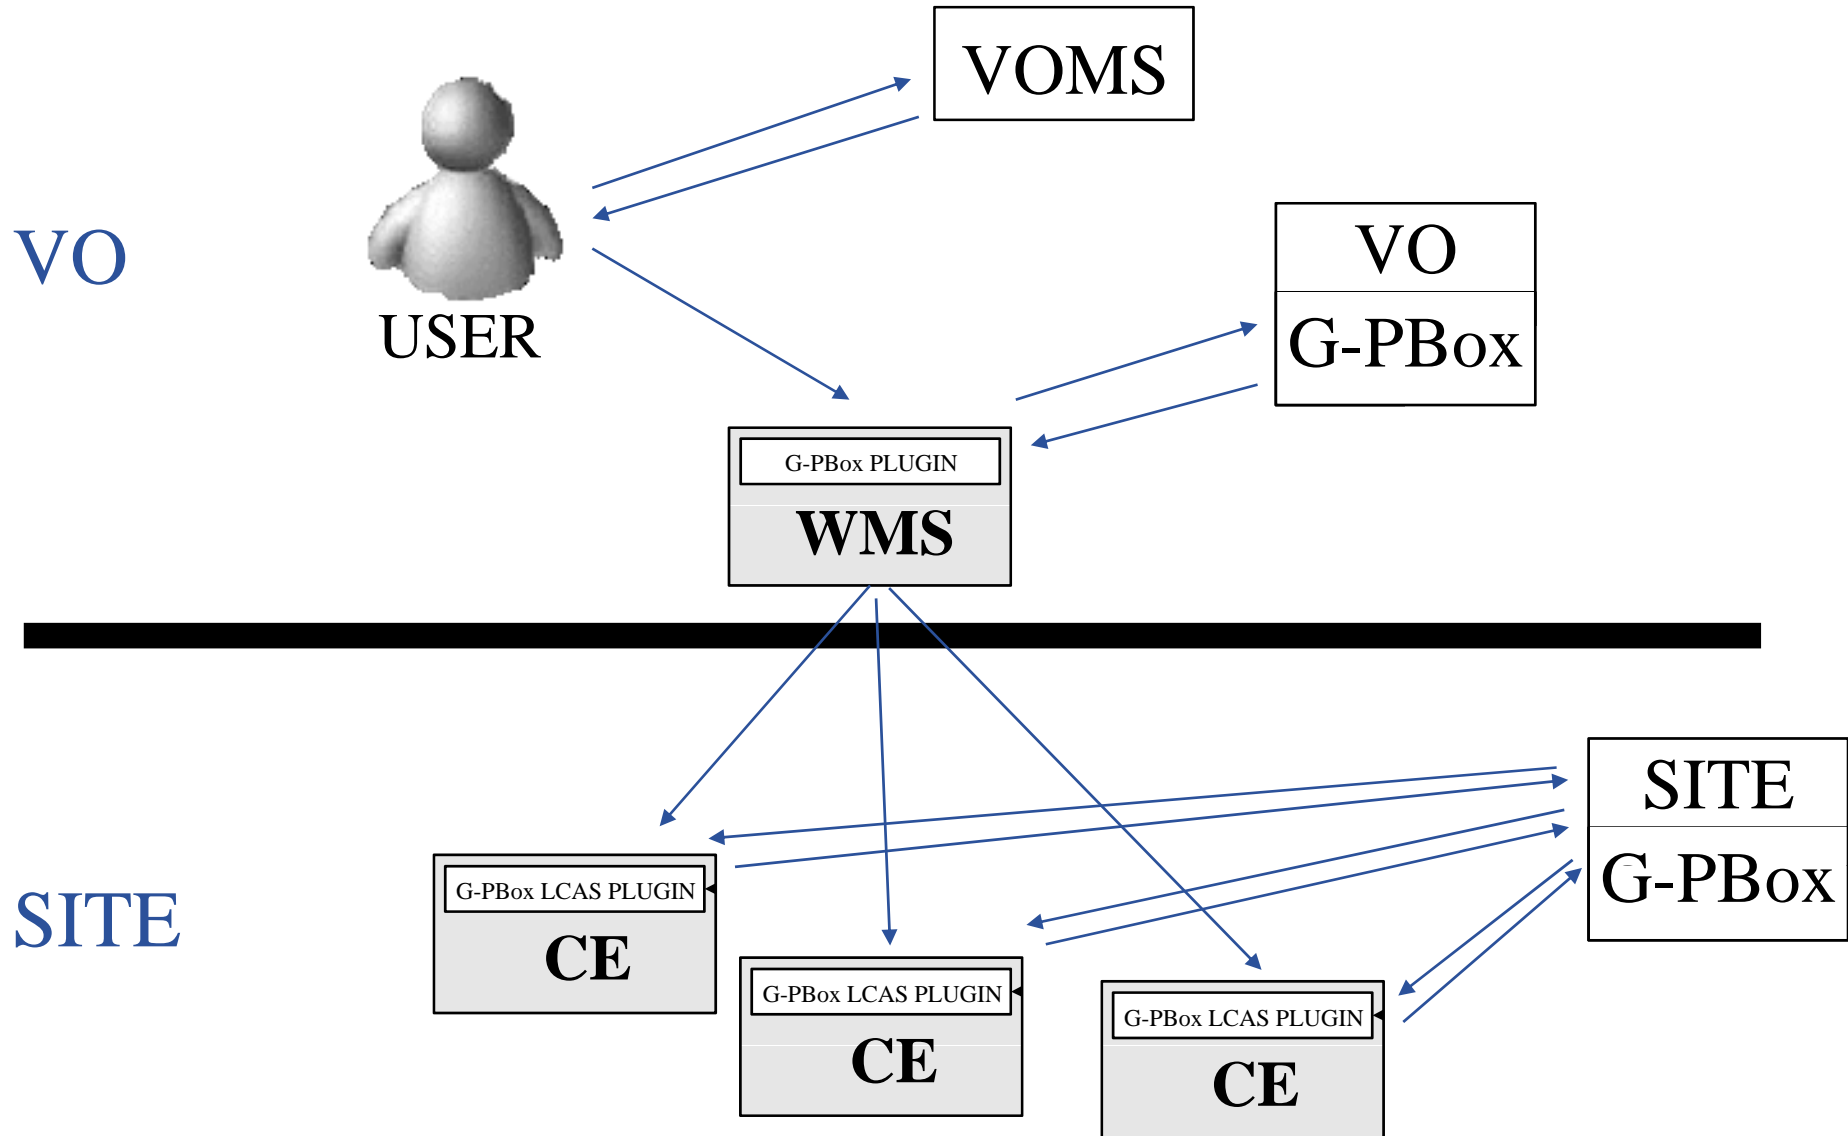 VOMS
VO
USER
VO
G-PBox
G-PBox PLUGIN
WMS
SITE
SITE
G-PBox
G-PBox LCAS PLUGIN
CE
G-PBox LCAS PLUGIN
CE
G-PBox LCAS PLUGIN
CE